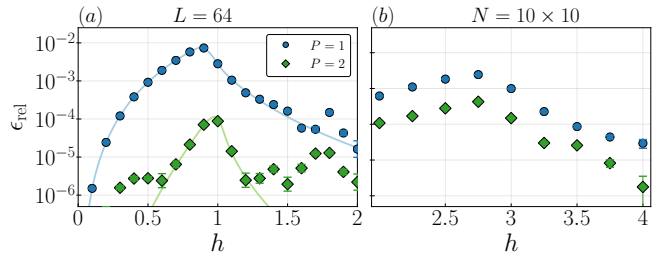 (a) L = 64
(b) N = 10 × 10
P = 1
P = 2
ϵ_rel
10⁻²
10⁻³
10⁻⁴
10⁻⁵
10⁻⁶
0 0.5 1 1.5 2
2.5 3 3.5 4
h h